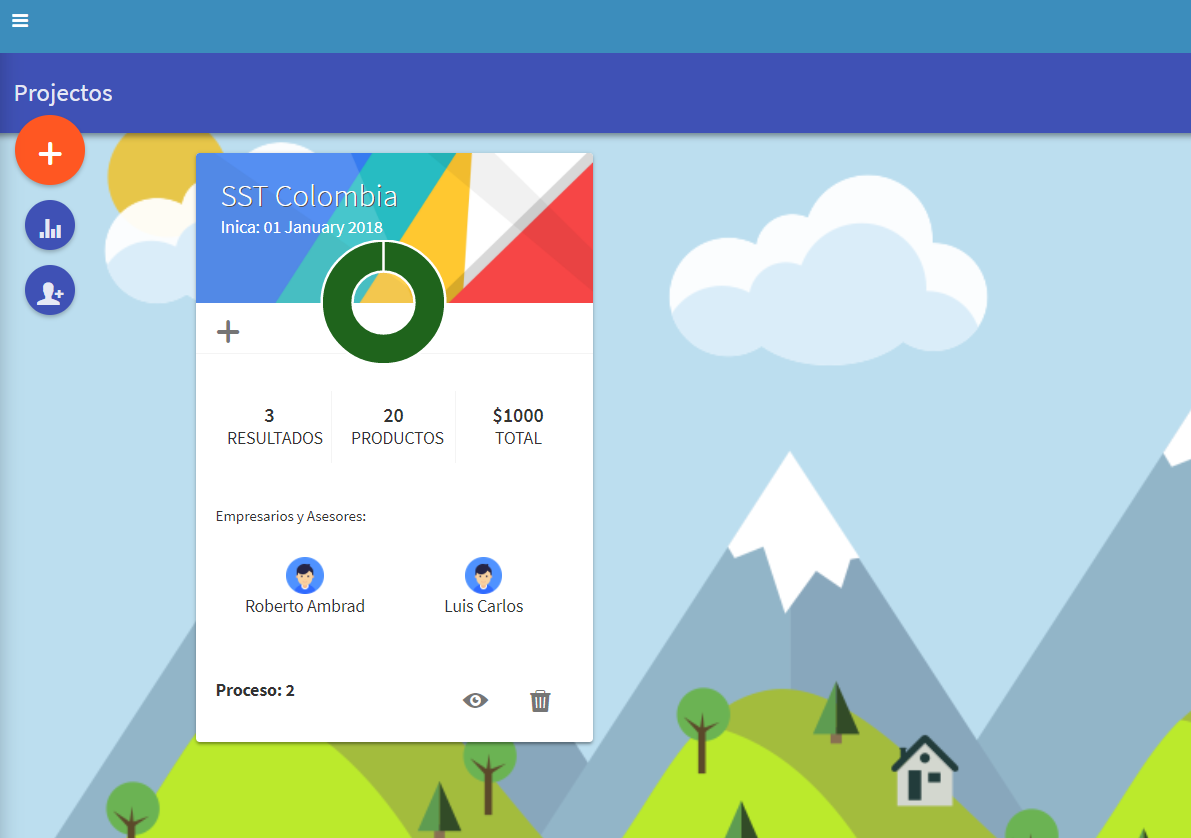 Projectos
SST Colombia
Inica: 01 January 2018
3
RESULTADOS
20
PRODUCTOS
$1000
TOTAL
Empresarios y Asesores:
Roberto Ambrad
Luis Carlos
Proceso: 2